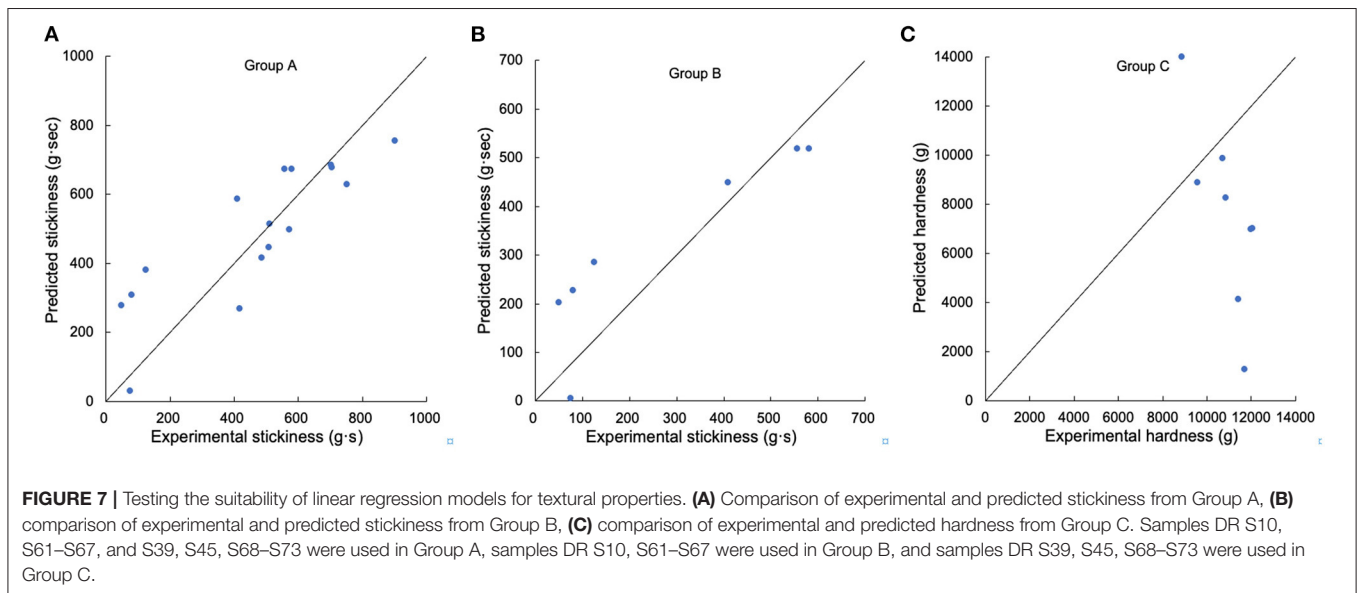 A
1000
800
600
400
200
0
Predicted stickiness (g·sec)
Group A
0 200 400 600 800 1000
Experimental stickiness (g·s)
B
700
600
500
400
300
200
100
0
Predicted stickiness (g·sec)
Group B
0 100 200 300 400 500 600 700
Experimental stickiness (g·s)
C
14000
12000
10000
8000
6000
4000
2000
0
Predicted hardness (g)
Group C
0 2000 4000 6000 8000 10000 12000 14000
Experimental hardness (g)
FIGURE 7 | Testing the suitability of linear regression models for textural properties. (A) Comparison of experimental and predicted stickiness from Group A, (B)
comparison of experimental and predicted stickiness from Group B, (C) comparison of experimental and predicted hardness from Group C. Samples DR S10,
S61–S67, and S39, S45, S68–S73 were used in Group A, samples DR S10, S61–S67 were used in Group B, and samples DR S39, S45, S68–S73 were used in
Group C.